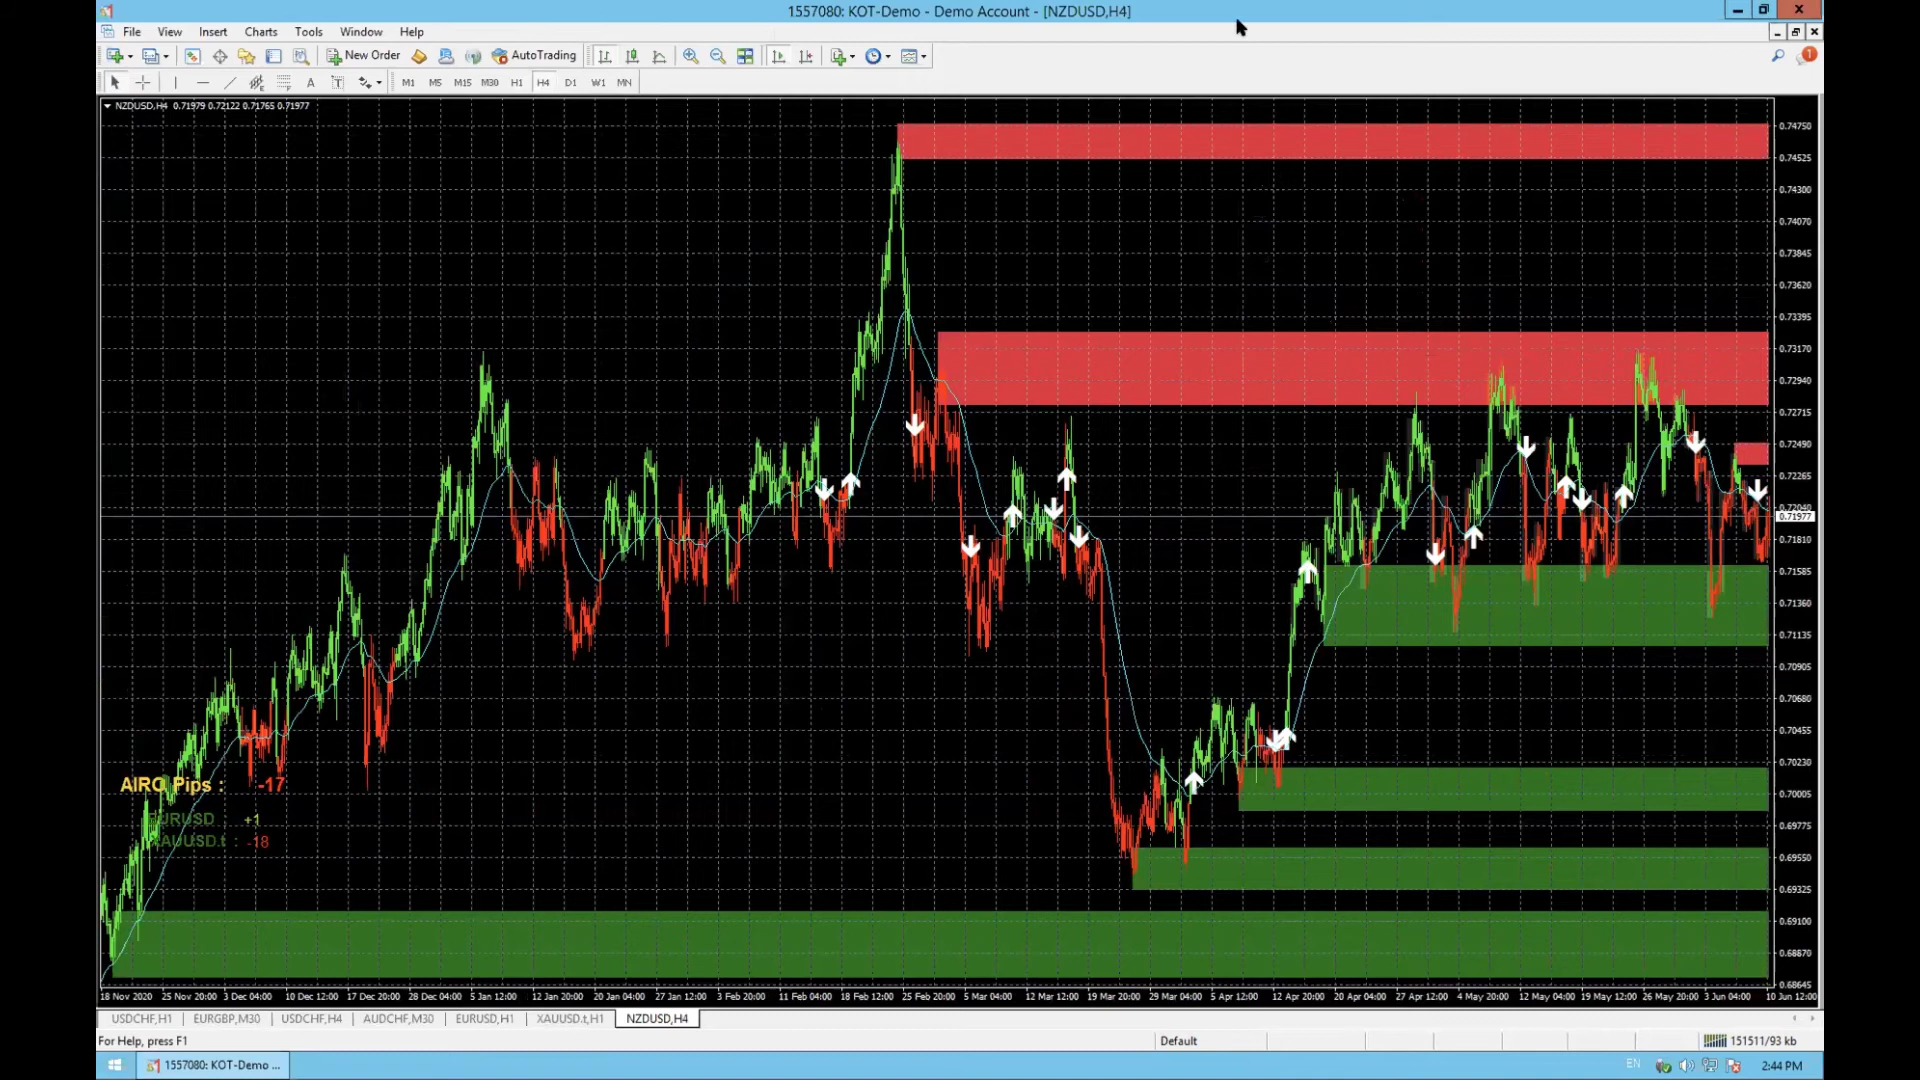 1557080: KOT-Demo - Demo Account - [NZDUSD,H4]
File View Insert Charts Tools Window Help
New Order AutoTrading 1
A T M1 M5 M15 M30 H1 H4 D1 W1 MN
NZDUSD,H4 0.71979 0.72122 0.71765 0.71977
0.74750
0.74525
0.74300
0.74070
0.73845
0.73620
0.73395
0.73170
0.72940
0.72715
0.72490
0.72265
0.72040
0.71977
0.71810
0.71585
0.71360
0.71135
0.70905
0.70680
0.70455
0.70230
0.70005
0.69775
0.69550
0.69325
0.69100
0.68870
0.68645
AIRO Pips : -17
EURUSD : +1
XAUUSD.t : -18
18 Nov 2020 25 Nov 20:00 3 Dec 04:00 10 Dec 12:00 17 Dec 20:00 28 Dec 04:00 5 Jan 12:00 12 Jan 20:00 20 Jan 04:00 27 Jan 12:00 3 Feb 20:00 11 Feb 04:00 18 Feb 12:00 25 Feb 20:00 5 Mar 04:00 12 Mar 12:00 19 Mar 20:00 29 Mar 04:00 5 Apr 12:00 12 Apr 20:00 20 Apr 04:00 27 Apr 12:00 4 May 20:00 12 May 04:00 19 May 12:00 26 May 20:00 3 Jun 04:00 10 Jun 12:00
USDCHF,H1 EURGBP,M30 USDCHF,H4 AUDCHF,M30 EURUSD,H1 XAUUSD.t,H1 NZDUSD,H4
For Help, press F1 Default 151511/93 kb
1557080: KOT-Demo ... EN 2:44 PM